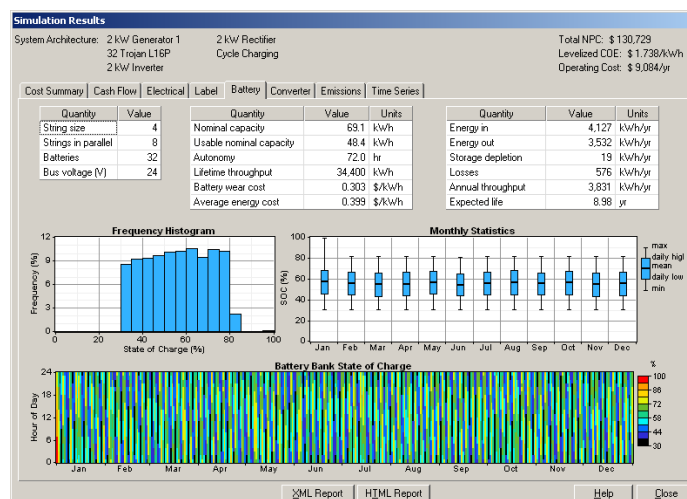 Simulation Results
System Architecture: 2 kW Generator 1 2 kW Rectifier Total NPC: $ 130,729
32 Trojan L16P Cycle Charging Levelized COE: $ 1.738/kWh
2 kW Inverter Operating Cost: $ 9,084/yr
Cost Summary Cash Flow Electrical Label Battery Converter Emissions Time Series
Quantity Value
String size 4
Strings in parallel 8
Batteries 32
Bus voltage (V) 24
Quantity Value Units
Nominal capacity 69.1 kWh
Usable nominal capacity 48.4 kWh
Autonomy 72.0 hr
Lifetime throughput 34,400 kWh
Battery wear cost 0.303 $/kWh
Average energy cost 0.399 $/kWh
Quantity Value Units
Energy in 4,127 kWh/yr
Energy out 3,532 kWh/yr
Storage depletion 19 kWh/yr
Losses 576 kWh/yr
Annual throughput 3,831 kWh/yr
Expected life 8.98 yr
Frequency Histogram
Frequency (%)
12
9
6
3
0
0 20 40 60 80 100
State of Charge (%)
Monthly Statistics
SOC (%)
100
80
60
40
20
0
Jan Feb Mar Apr May Jun Jul Aug Sep Oct Nov Dec
max
daily higl
mean
daily low
min
Battery Bank State of Charge
Hour of Day
24
18
12
6
0
Jan Feb Mar Apr May Jun Jul Aug Sep Oct Nov Dec
%
100
86
72
58
44
30
XML Report HTML Report Help Close